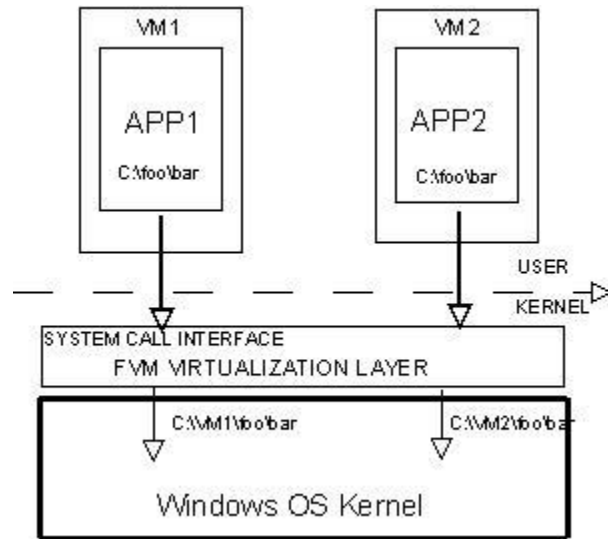 VM1
VM2
APP1
APP2
C:\foo\bar
C:\foo\bar
USER
KERNEL
SYSTEM CALL INTERFACE
FVM VIRTUALIZATION LAYER
C:\VM1\foo\bar
C:\VM2\foo\bar
Windows OS Kernel